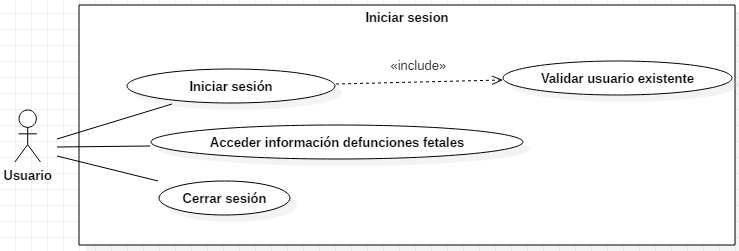 Iniciar sesion
«include»
Iniciar sesión
Validar usuario existente
Acceder información defunciones fetales
Usuario
Cerrar sesión